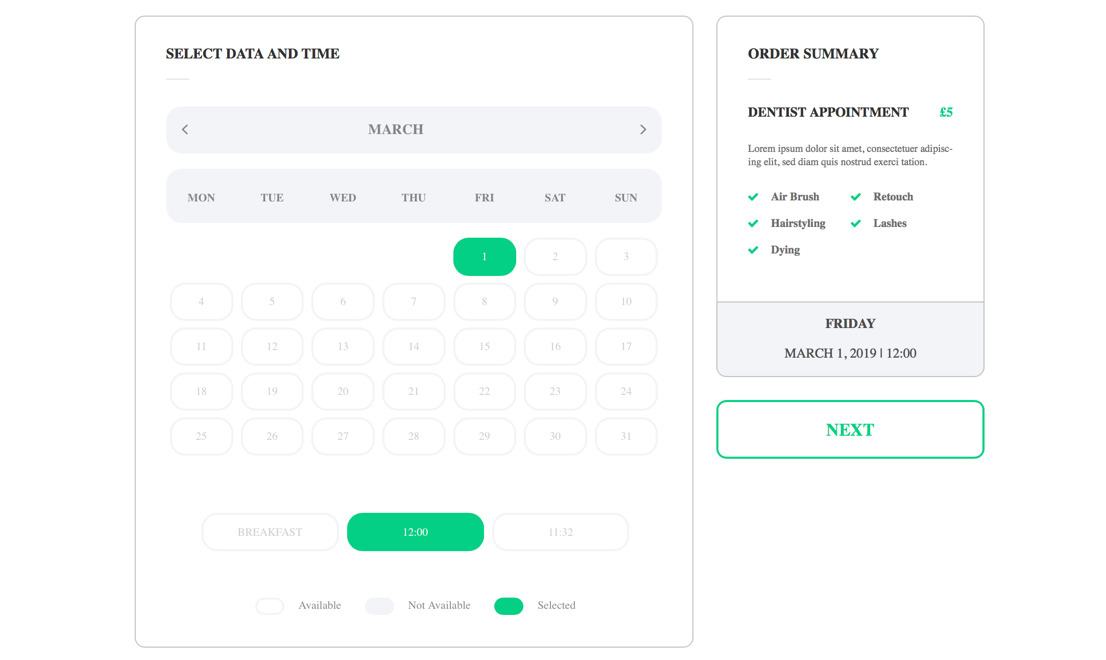 SELECT DATA AND TIME
MARCH
MON TUE WED THU FRI SAT SUN
1 2 3
4 5 6 7 8 9 10
11 12 13 14 15 16 17
18 19 20 21 22 23 24
25 26 27 28 29 30 31
BREAKFAST 12:00 11:32
Available Not Available Selected
ORDER SUMMARY
DENTIST APPOINTMENT £5
Lorem ipsum dolor sit amet, consectetuer adipisc-
ing elit, sed diam quis nostrud exerci tation.
Air Brush Retouch
Hairstyling Lashes
Dying
FRIDAY
MARCH 1, 2019 | 12:00
NEXT